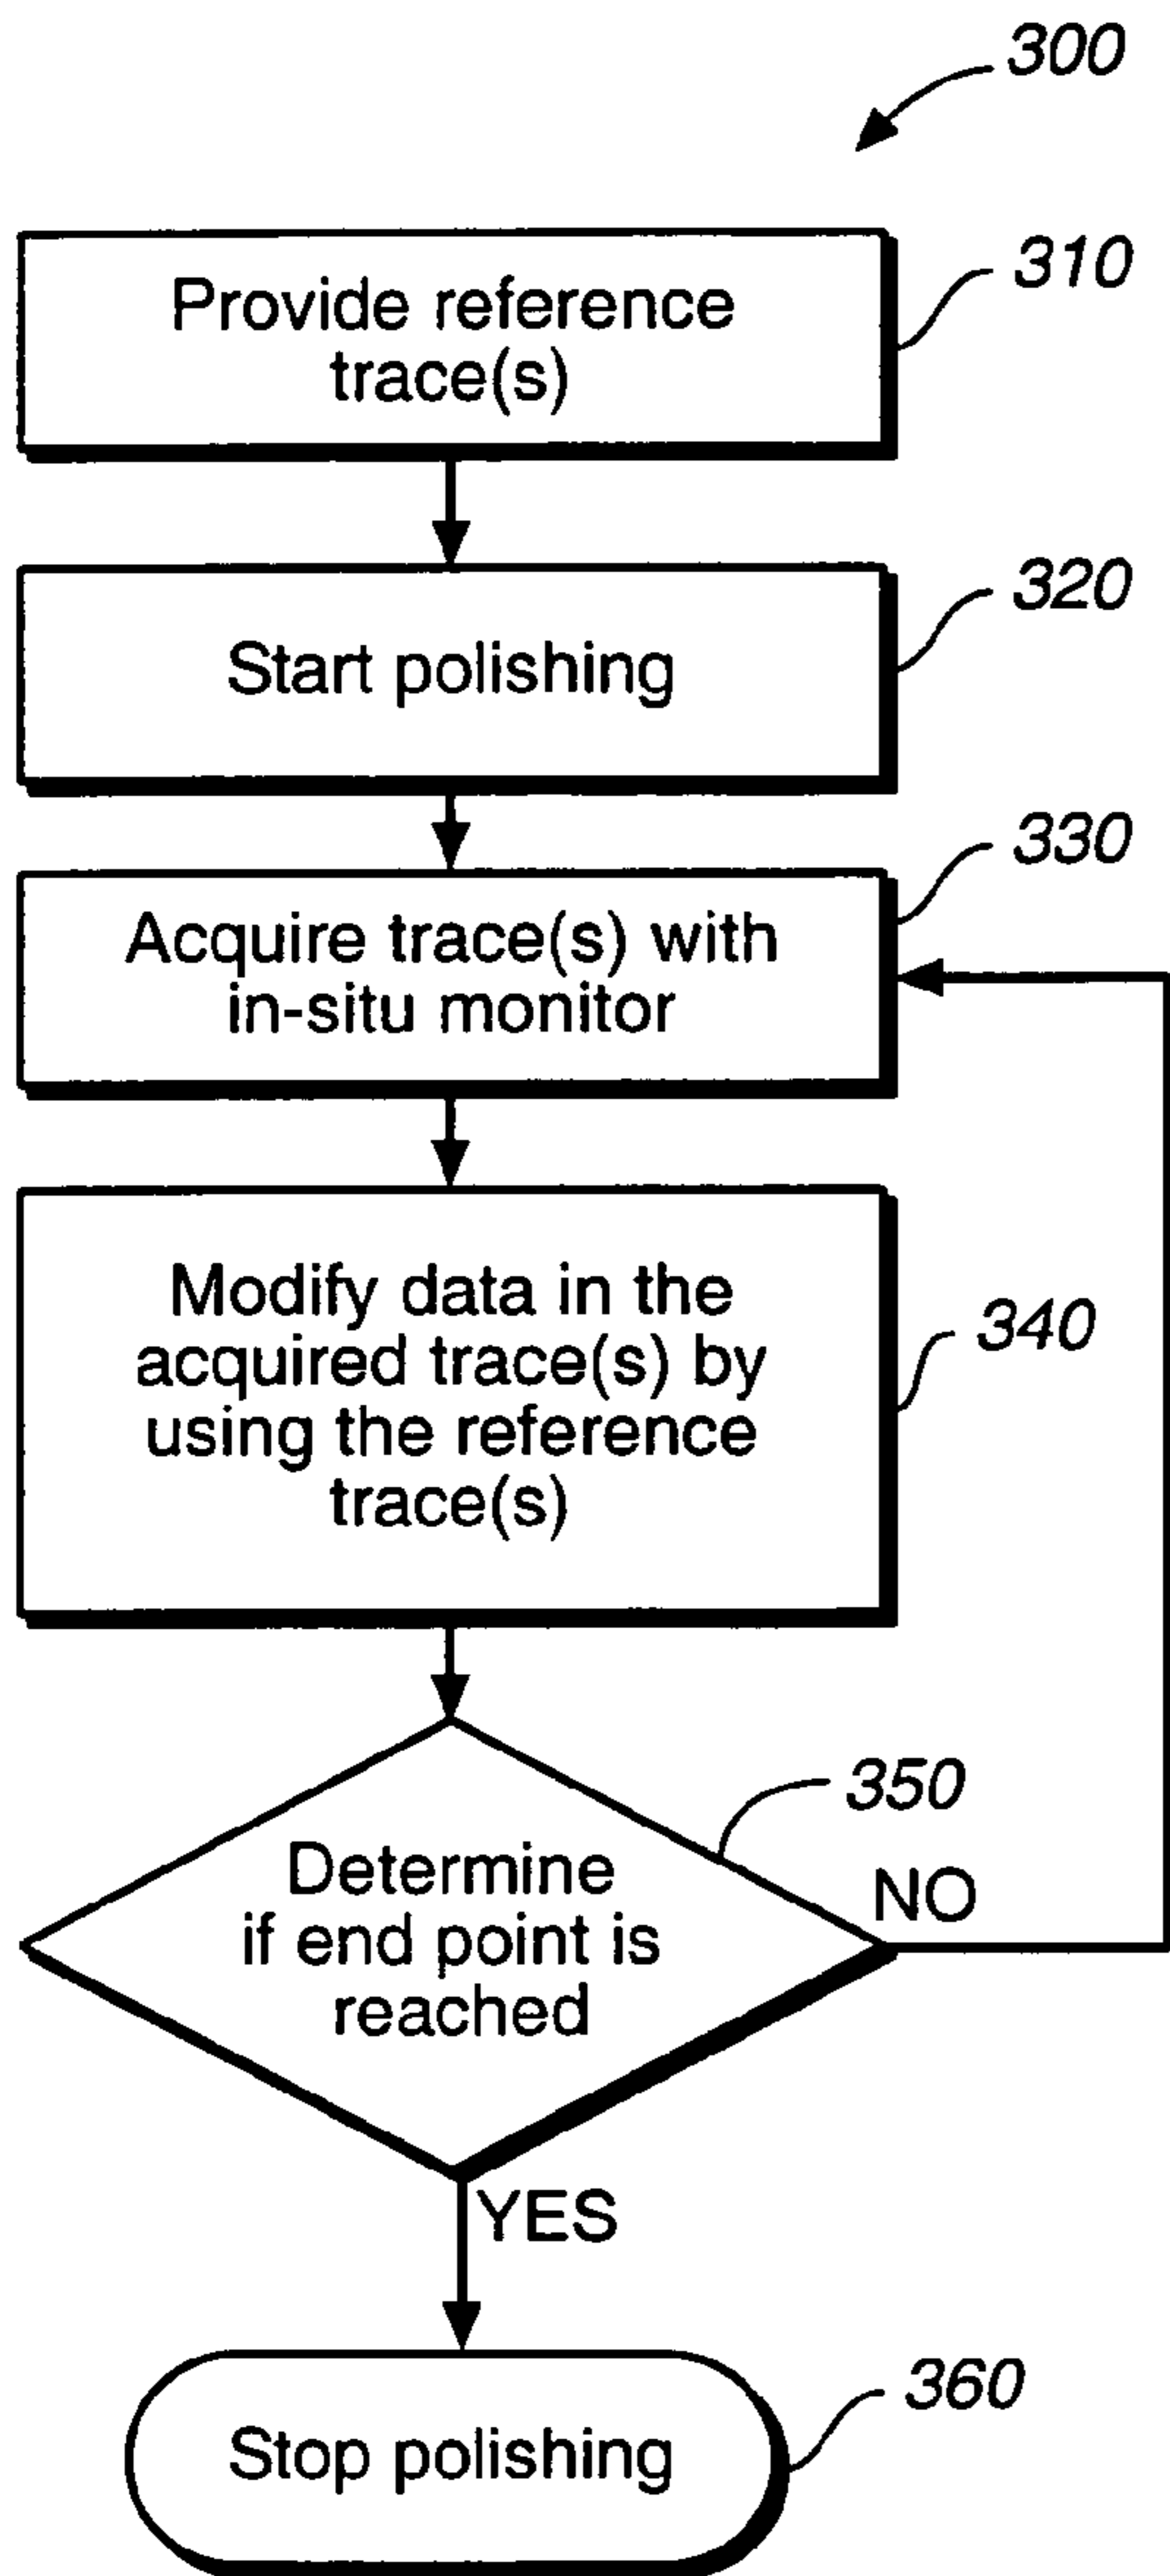 300
310
Provide reference
trace(s)
320
Start polishing
330
Acquire trace(s) with
in-situ monitor
340
Modify data in the
acquired trace(s) by
using the reference
trace(s)
350
Determine
if end point is
reached
NO
YES
360
Stop polishing